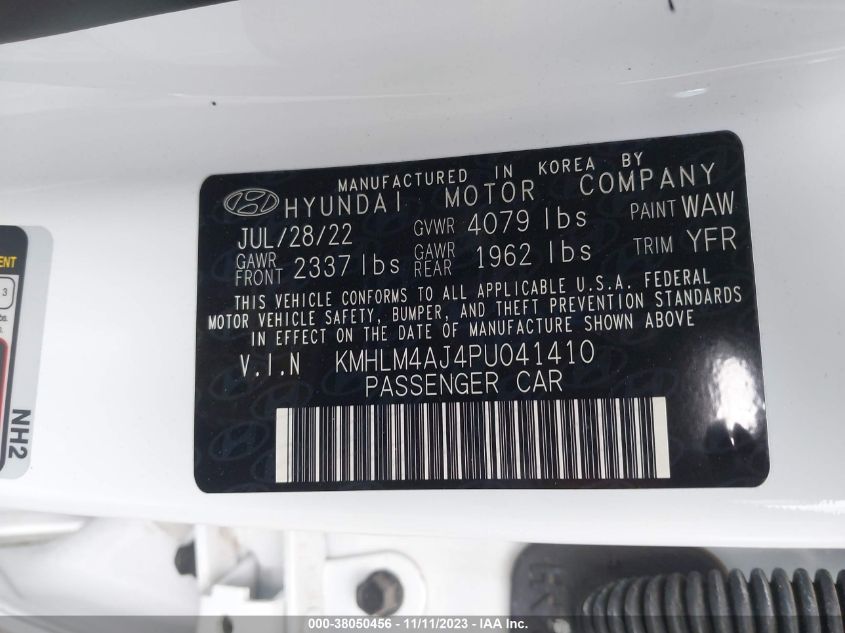 MANUFACTURED IN KOREA BY
HYUNDAI MOTOR COMPANY
JUL/28/22 GVWR 4079 lbs PAINT WAW
GAWR FRONT 2337 lbs GAWR REAR 1962 lbs TRIM YFR
THIS VEHICLE CONFORMS TO ALL APPLICABLE U.S.A. FEDERAL
MOTOR VEHICLE SAFETY, BUMPER, AND THEFT PREVENTION STANDARDS
IN EFFECT ON THE DATE OF MANUFACTURE SHOWN ABOVE
V.I.N KMHLM4AJ4PU041410
PASSENGER CAR
ENT
3
bs.
NH2
000-38050456 - 11/11/2023 - IAA Inc.